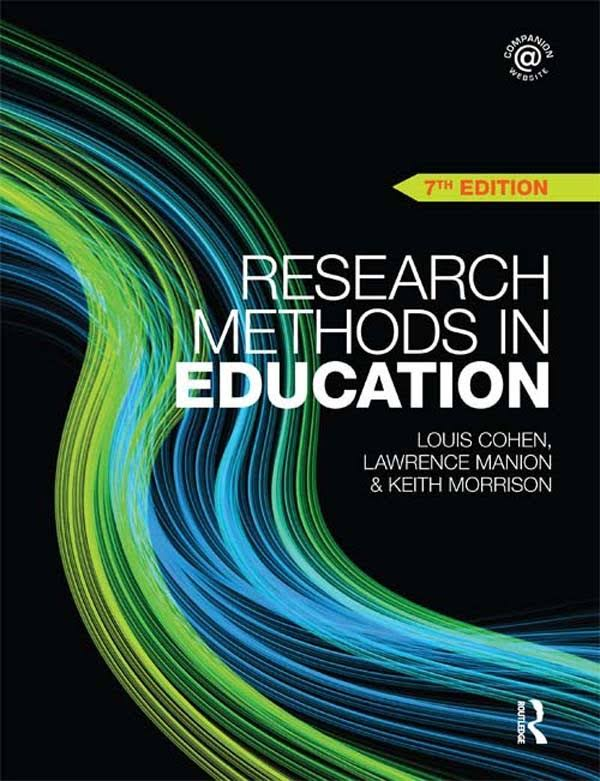 COMPANION
@
WEBSITE
7TH EDITION
RESEARCH
METHODS IN
EDUCATION
LOUIS COHEN,
LAWRENCE MANION
& KEITH MORRISON
ROUTLEDGE